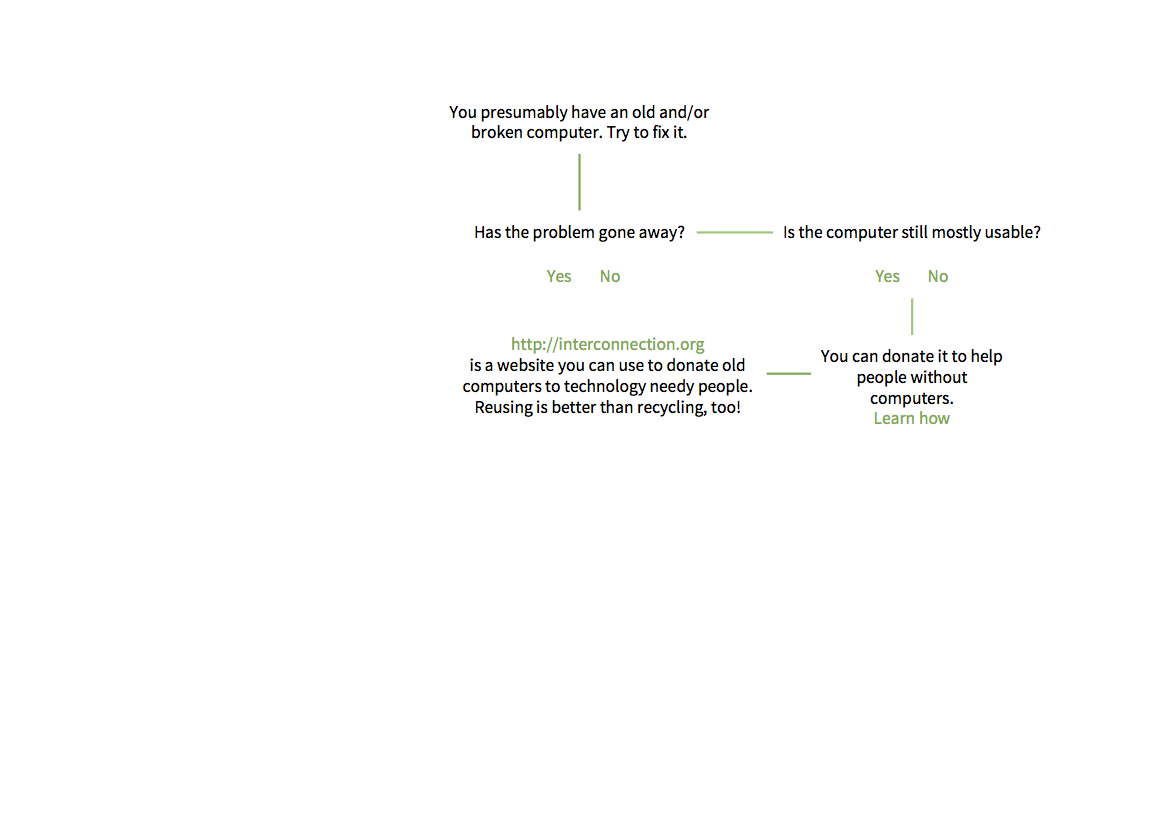 You presumably have an old and/or
broken computer. Try to fix it.
Has the problem gone away?
Is the computer still mostly usable?
Yes No
Yes No
http://interconnection.org
is a website you can use to donate old
computers to technology needy people.
Reusing is better than recycling, too!
You can donate it to help
people without
computers.
Learn how